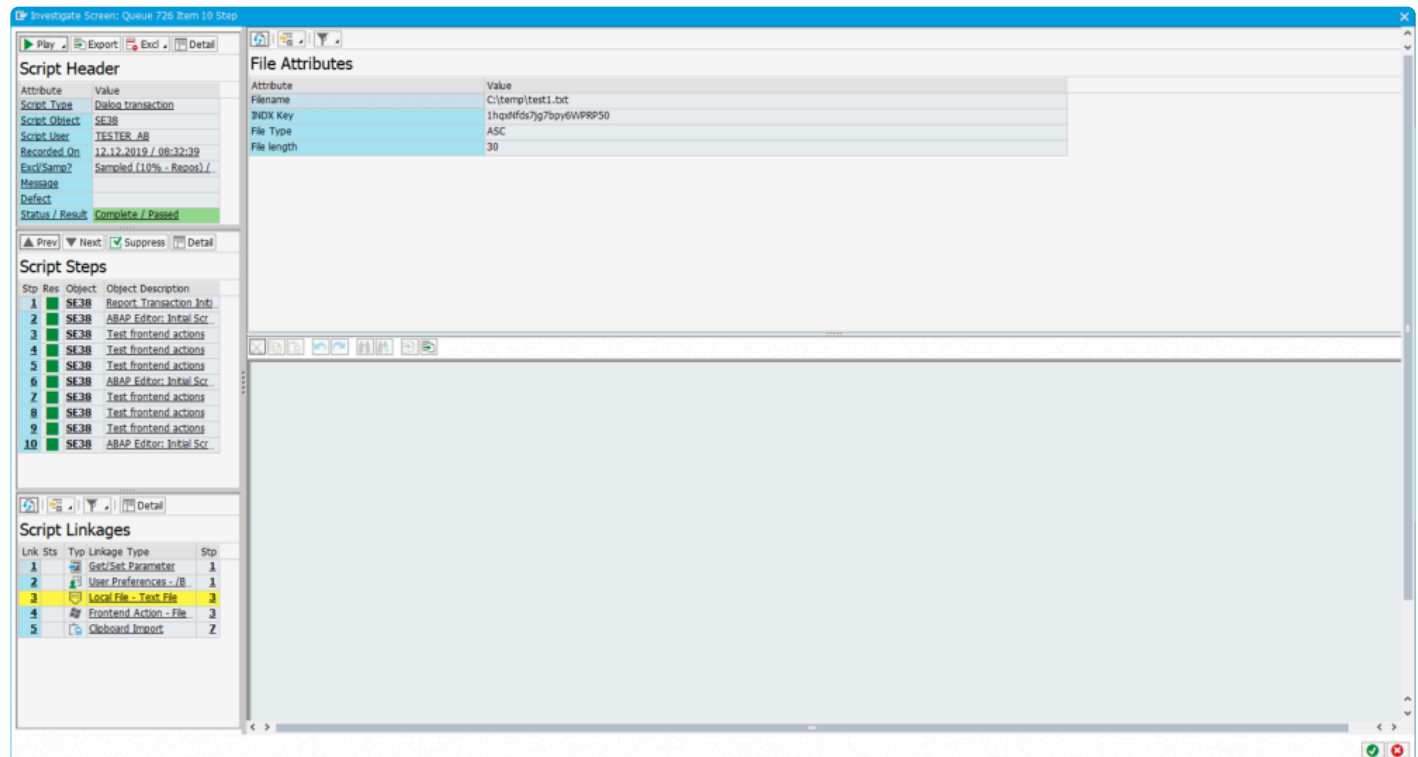 Investigate Screen: Queue 726 Item 10 Step
Play Export Excl Detail
Script Header
Attribute Value
Script Type Dialog transaction
Script Object SE38
Script User TESTER_AB
Recorded On 12.12.2019 / 08:32:39
Excl/Samp? Sampled (10% - Repos) /...
Message
Defect
Status / Result Complete / Passed
Prev Next Suppress Detail
Script Steps
Stp Res Object Object Description
1 SE38 Report Transaction Initi...
2 SE38 ABAP Editor: Initial Scr...
3 SE38 Test frontend actions
4 SE38 Test frontend actions
5 SE38 Test frontend actions
6 SE38 ABAP Editor: Initial Scr...
7 SE38 Test frontend actions
8 SE38 Test frontend actions
9 SE38 Test frontend actions
10 SE38 ABAP Editor: Initial Scr...
Detail
Script Linkages
Lnk Sts Typ Linkage Type Stp
1 Get/Set Parameter 1
2 User Preferences - /B... 1
3 Local File - Text File 3
4 Frontend Action - File... 3
5 Clipboard Import 7
File Attributes
Attribute Value
Filename C:\temp\test1.txt
INDX Key 1hqxNfds7jg7bpy6WPRP50
File Type ASC
File length 30